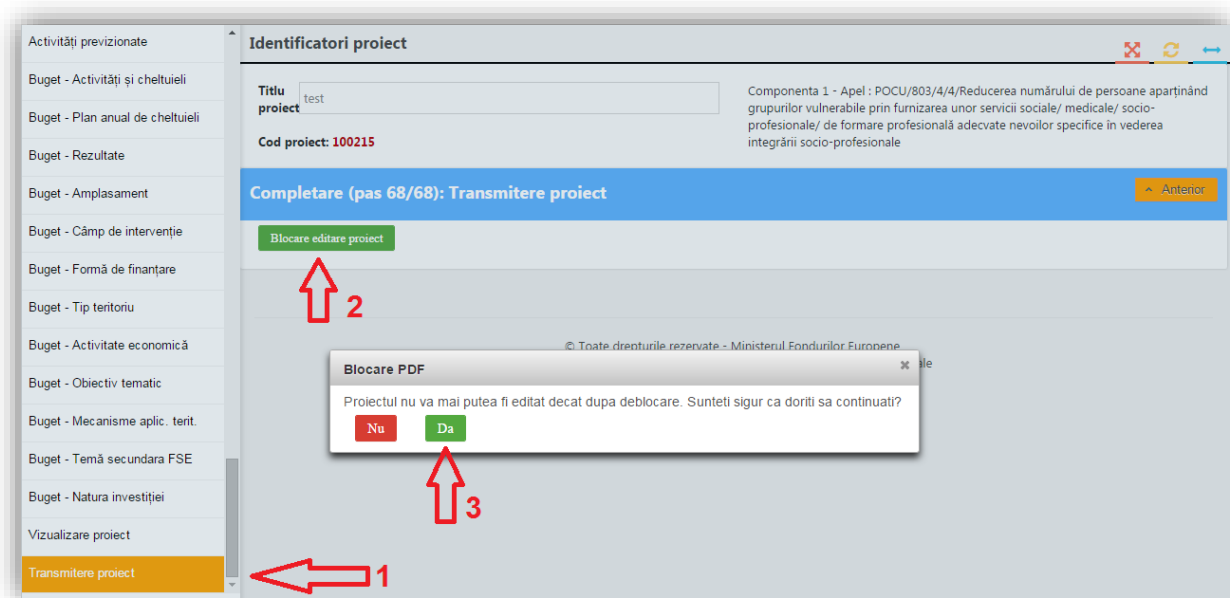 Activități previzionate
Buget - Activități și cheltuieli
Buget - Plan anual de cheltuieli
Buget - Rezultate
Buget - Amplasament
Buget - Câmp de intervenție
Buget - Formă de finanțare
Buget - Tip teritoriu
Buget - Activitate economică
Buget - Obiectiv tematic
Buget - Mecanisme aplic. terit.
Buget - Temă secundara FSE
Buget - Natura investiției
Vizualizare proiect
Transmitere proiect
1
Identificatori proiect
Titlu
proiect
test
Cod proiect: 100215
Componenta 1 - Apel : POCU/803/4/4/Reducerea numărului de persoane aparținând
grupurilor vulnerabile prin furnizarea unor servicii sociale/ medicale/ socio-
profesionale/ de formare profesională adecvate nevoilor specifice în vederea
integrării socio-profesionale
Completare (pas 68/68): Transmitere proiect
Anterior
Blocare editare proiect
2
© Toate drepturile rezervate - Ministerul Fondurilor Europene
Blocare PDF
Proiectul nu va mai putea fi editat decat dupa deblocare. Sunteti sigur ca doriti sa continuati?
Nu
Da
3